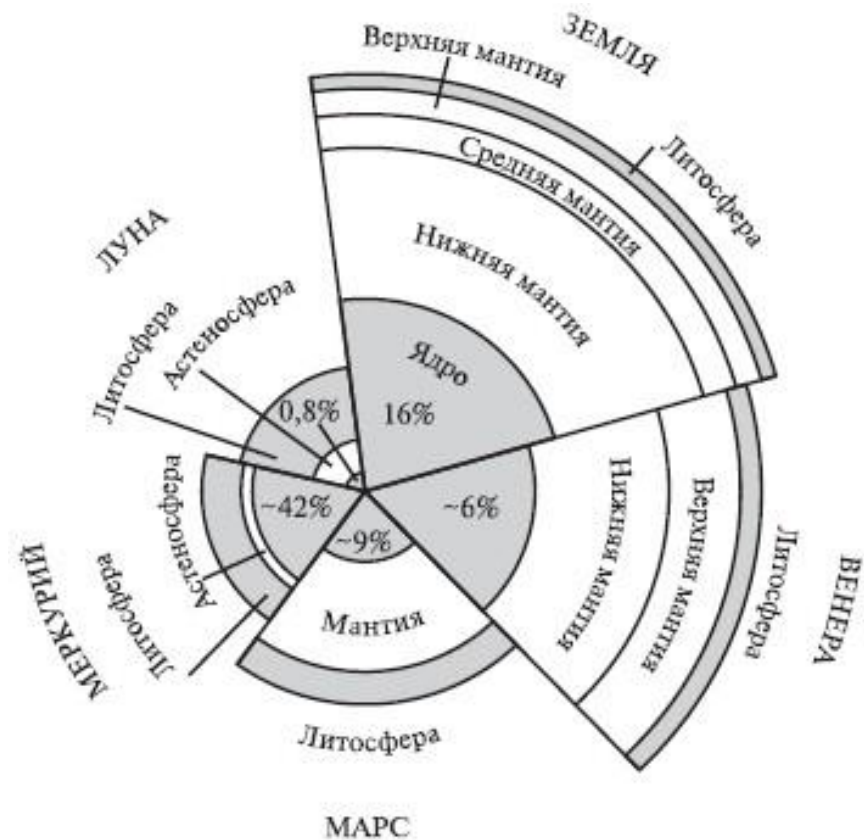 ЗЕМЛЯ
Верхняя мантия
Литосфера
Средняя мантия
Нижняя мантия
Ядро
16%
ЛУНА
Литосфера
Астеносфера
0,8%
МЕРКУРИЙ
Литосфера
Астеносфера
~42%
~9%
Мантия
Литосфера
МАРС
~6%
Нижняя мантия
Верхняя мантия
Литосфера
ВЕНЕРА